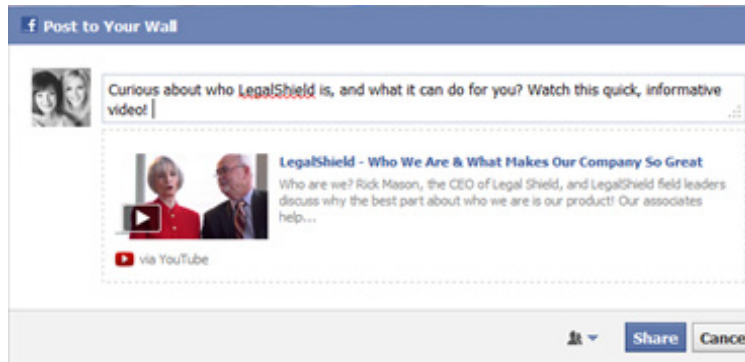 f Post to Your Wall
Curious about who LegalShield is, and what it can do for you? Watch this quick, informative
video!
LegalShield - Who We Are & What Makes Our Company So Great
Who are we? Rick Mason, the CEO of Legal Shield, and LegalShield field leaders
discuss why the best part about who we are is our product! Our associates
help...
via YouTube
Share Cance